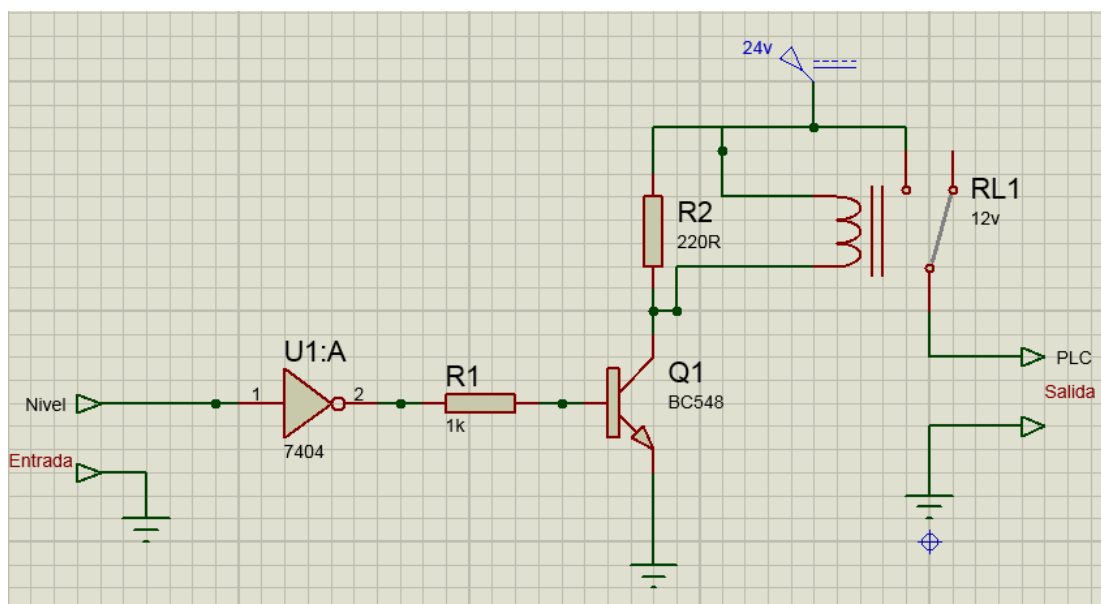 24v
RL1
12v
R2
220R
U1:A
R1
Q1
BC548
PLC
Salida
Nivel
1
2
7404
1k
Entrada